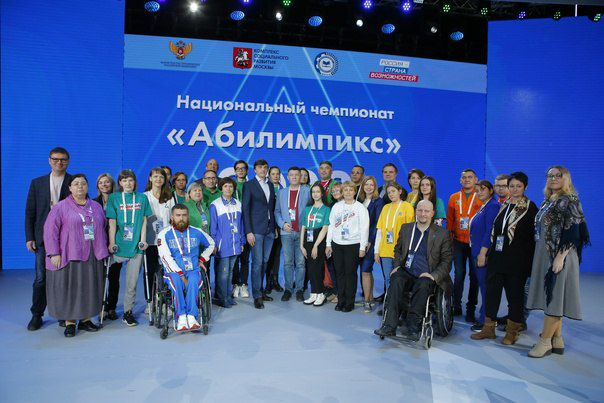 КОМПЛЕКС
СОЦИАЛЬНОГО
РАЗВИТИЯ
МОСКВЫ
РОССИЯ
СТРАНА
ВОЗМОЖНОСТЕЙ
Национальный чемпионат
«Абилимпикс»